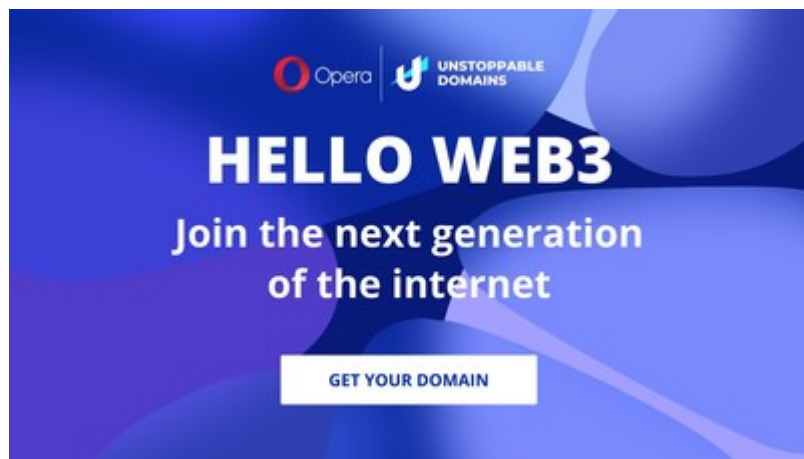 Opera
UNSTOPPABLE
DOMAINS
HELLO WEB3
Join the next generation
of the internet
GET YOUR DOMAIN